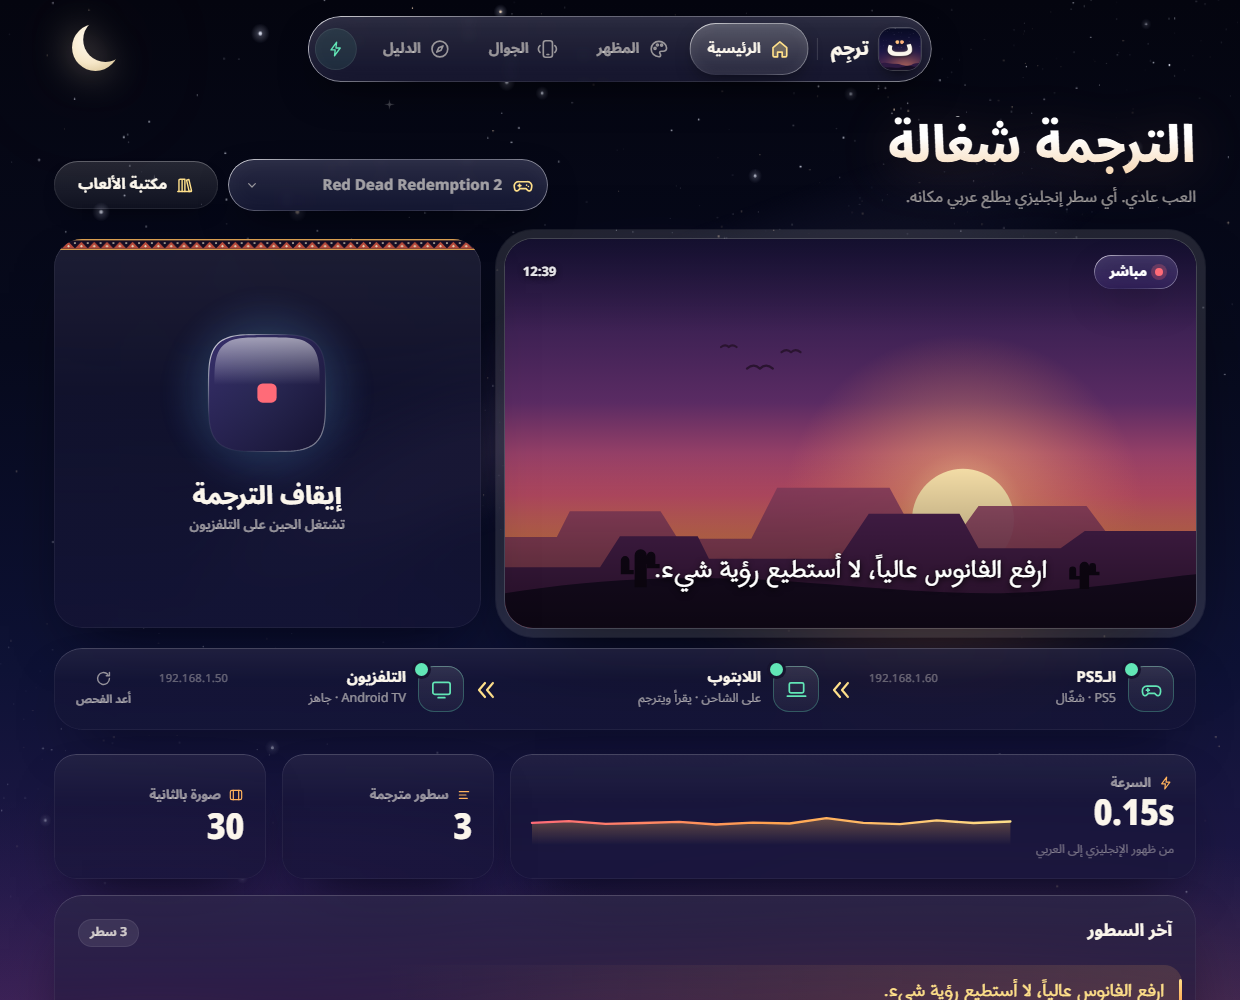 ت ترجم الرئيسية المظهر الجوال الدليل
الترجمة شغالة
العب عادي. أي سطر إنجليزي يطلع عربي مكانه.
Red Dead Redemption 2
مكتبة الألعاب
مباشر
12:39
ارفع الفانوس عالياً، لا أستطيع رؤية شيء.
إيقاف الترجمة
تشتغل الحين على التلفزيون
الـPS5
PS5 · شغّال
192.168.1.60
اللابتوب
على الشاحن · يقرأ ويترجم
التلفزيون
Android TV · جاهز
192.168.1.50
أعد الفحص
السرعة
0.15s
من ظهور الإنجليزي إلى العربي
سطور مترجمة
3
صورة بالثانية
30
آخر السطور
3 سطر
ارفع الفانوس عالياً، لا أستطيع رؤية شيء.